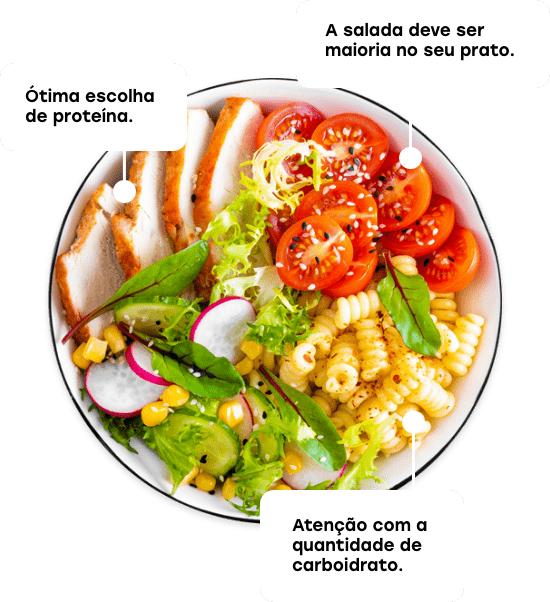 A salada deve ser
maioria no seu prato.
Ótima escolha
de proteína.
Atenção com a
quantidade de
carboidrato.